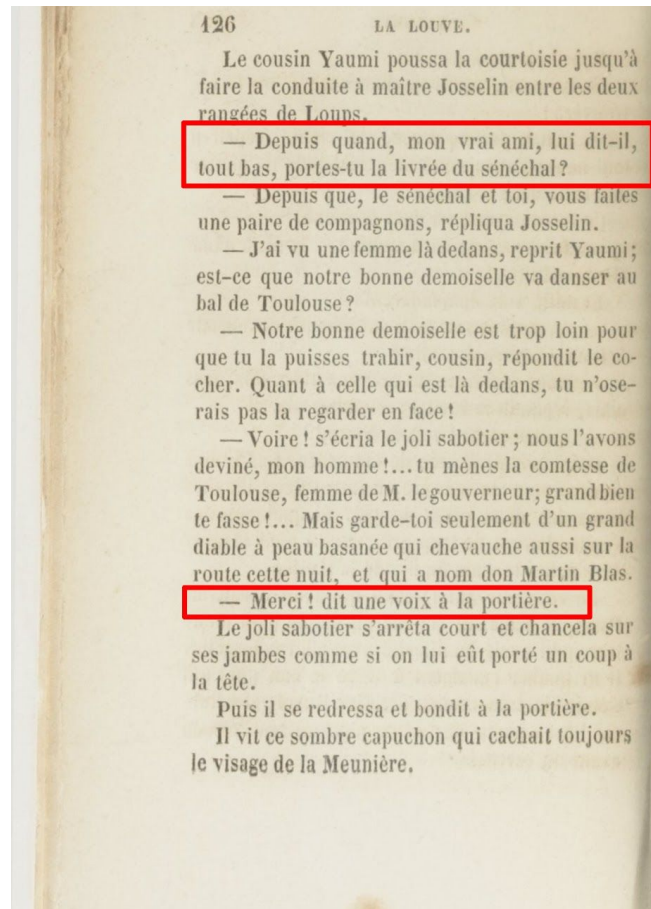 126 LA LOUVE.
Le cousin Yaumi poussa la courtoisie jusqu'à
faire la conduite à maître Josselin entre les deux
rangées de Loups.
— Depuis quand, mon vrai ami, lui dit-il,
tout bas, portes-tu la livrée du sénéchal?
— Depuis que, le sénéchal et toi, vous faites
une paire de compagnons, répliqua Josselin.
— J'ai vu une femme là dedans, reprit Yaumi;
est-ce que notre bonne demoiselle va danser au
bal de Toulouse?
— Notre bonne demoiselle est trop loin pour
que tu la puisses trahir, cousin, répondit le co-
cher. Quant à celle qui est là dedans, tu n'ose-
rais pas la regarder en face!
— Voire! s'écria le joli sabotier; nous l'avons
deviné, mon homme!... tu mènes la comtesse de
Toulouse, femme de M. le gouverneur; grand bien
te fasse!... Mais garde-toi seulement d'un grand
diable à peau basanée qui chevauche aussi sur la
route cette nuit, et qui a nom don Martin Blas.
— Merci! dit une voix à la portière.
Le joli sabotier s'arrêta court et chancela sur
ses jambes comme si on lui eût porté un coup à
la tête.
Puis il se redressa et bondit à la portière.
Il vit ce sombre capuchon qui cachait toujours
le visage de la Meunière.